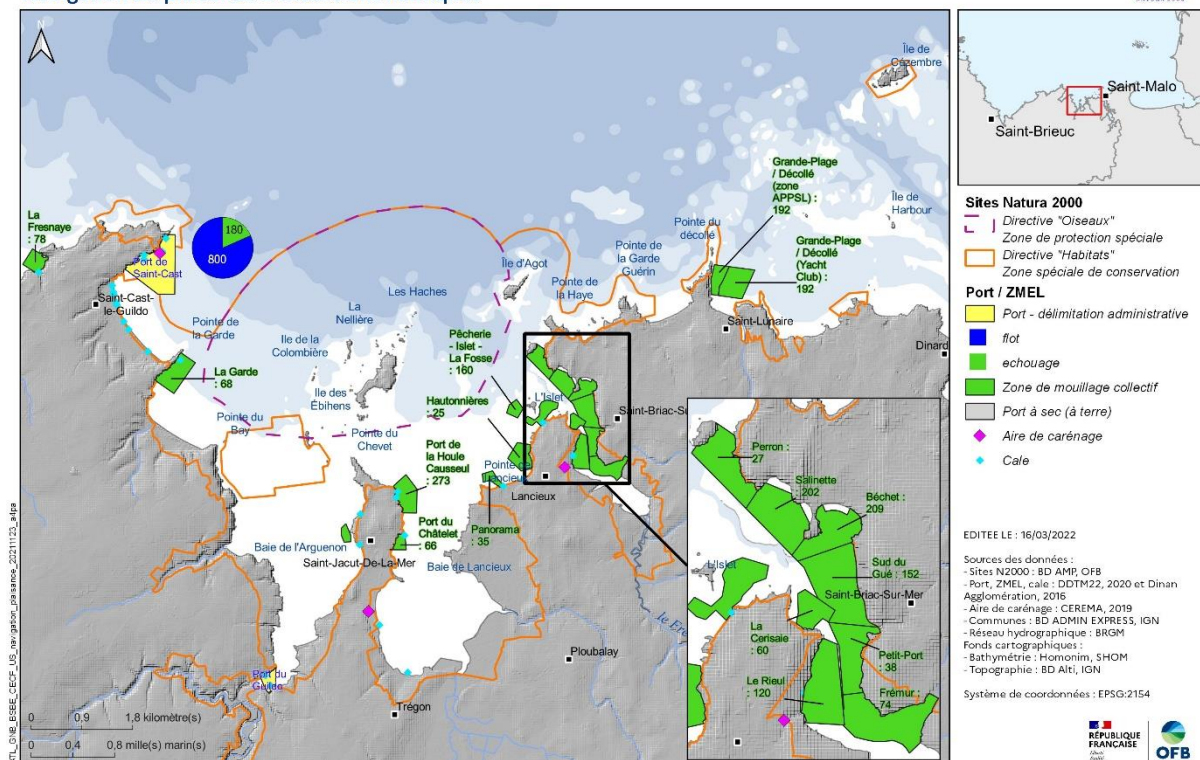 Île de
Cézembre
Grande-Plage
/ Décollé
(zone
APPSL) :
192
Île de
Harbour
Pointe du
décollé
La
Fresnaye
: 78
180
800
Port de
Saint-Cast
Pointe de
la Garde
Guérin
Grande-Plage
/ Décollé
(Yacht
Club) :
192
Île d'Agot
Les Haches
Pointe de
la Haye
Saint-Cast-
le-Guildo
La
Nellière
Pointe de
la Garde
Saint-Lunaire
Pêcherie
- Islet -
La Fosse
: 160
Dinard
Ile de la
Colombière
La Garde
: 68
Ile des
Ébihens
Hautonnières
: 25
L'Islet
Saint-Briac-Su
Pointe du
Bay
Pointe du
Chevet
Port de
la Houle
Causseul
: 273
Pointe de
Lancieux
Lancieux
Perron :
27
Salinette
: 202
Béchet :
209
Port du
Châtelet
: 66
Panorama
: 35
Baie de l'Arguenon
Saint-Jacut-De-La-Mer
Baie de Lancieux
Sud du
Gué : 152
L'Islet
Saint-Briac-Sur-Mer
La
Cerisaie
: 60
Petit-Port
: 38
Le Rieul
: 120
Frémur :
74
le Fré
Ploubalay
Port du
Guildo
Trégon
0 0,9 1,8 kilomètre(s)
0 0,4 0,8 mille(s) marin(s)
Saint-Malo
Saint-Brieuc
Sites Natura 2000
Directive "Oiseaux"
Zone de protection spéciale
Directive "Habitats"
Zone spéciale de conservation
Port / ZMEL
Port - délimitation administrative
flot
echouage
Zone de mouillage collectif
Port à sec (à terre)
Aire de carénage
Cale
EDITEE LE : 16/03/2022
Sources des données :
- Sites N2000 : BD AMP, OFB
- Port, ZMEL, cale : DDTM22, 2020 et Dinan
Agglomération, 2016
- Aire de carénage : CEREMA, 2019
- Communes : BD ADMIN EXPRESS, IGN
- Réseau hydrographique : BRGM
Fonds cartographiques :
- Bathymétrie : Homonim, SHOM
- Topographie : BD Alti, IGN
Système de coordonnées : EPSG:2154
RÉPUBLIQUE
FRANÇAISE
Liberté
Égalité
OFB